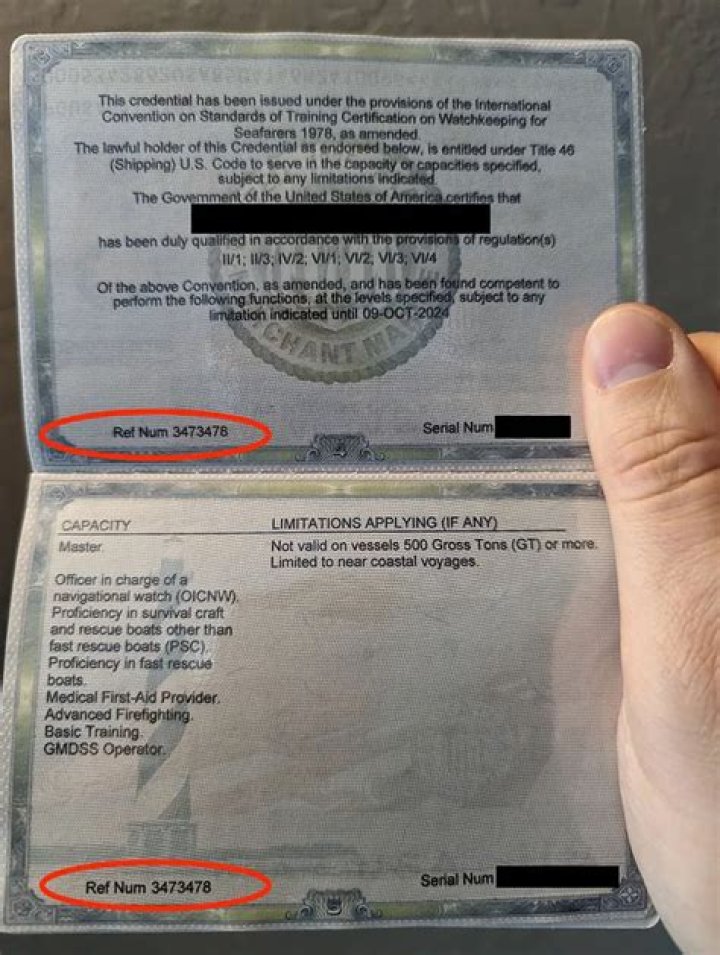 This credential has been issued under the provisions of the International
Convention on Standards of Training Certification on Watchkeeping for
Seafarers 1978, as amended.
The lawful holder of this Credential as endorsed below, is entitled under Title 46
(Shipping) U.S. Code to serve in the capacity or capacities specified,
subject to any limitations indicated.
The Government of the United States of America certifies that
has been duly qualified in accordance with the provisions of regulation(s)
II/1; II/3; IV/2; VI/1; VI/2; VI/3; VI/4
Of the above Convention, as amended, and has been found competent to
perform the following functions, at the levels specified, subject to any
limitation indicated until 09-OCT-2024
CHANT MA
Ref Num 3473478 Serial Num
4
CAPACITY LIMITATIONS APPLYING (IF ANY)
Master. Not valid on vessels 500 Gross Tons (GT) or more.
Limited to near coastal voyages.
Officer in charge of a
navigational watch (OICNW).
Proficiency in survival craft
and rescue boats other than
fast rescue boats (PSC).
Proficiency in fast rescue
boats.
Medical First-Aid Provider.
Advanced Firefighting.
Basic Training.
GMDSS Operator.
Ref Num 3473478 Serial Num
5